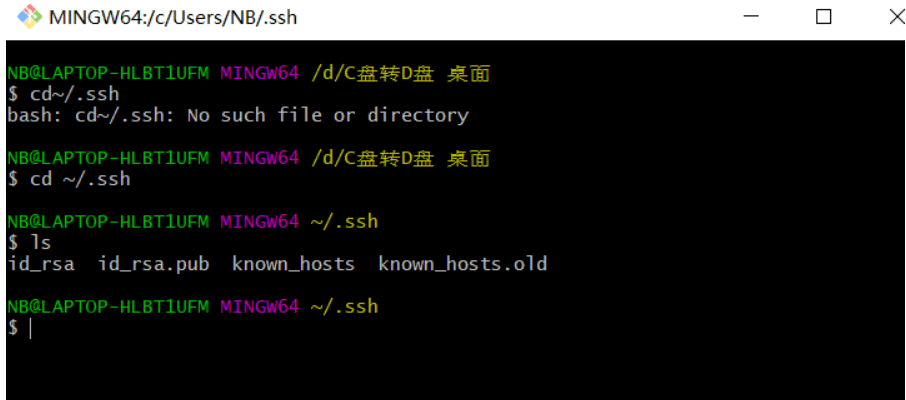 MINGW64:/c/Users/NB/.ssh
NB@LAPTOP-HLBT1UFM MINGW64 /d/C盘转D盘 桌面
$ cd~/.ssh
bash: cd~/.ssh: No such file or directory
NB@LAPTOP-HLBT1UFM MINGW64 /d/C盘转D盘 桌面
$ cd ~/.ssh
NB@LAPTOP-HLBT1UFM MINGW64 ~/.ssh
$ ls
id_rsa  id_rsa.pub  known_hosts  known_hosts.old
NB@LAPTOP-HLBT1UFM MINGW64 ~/.ssh
$